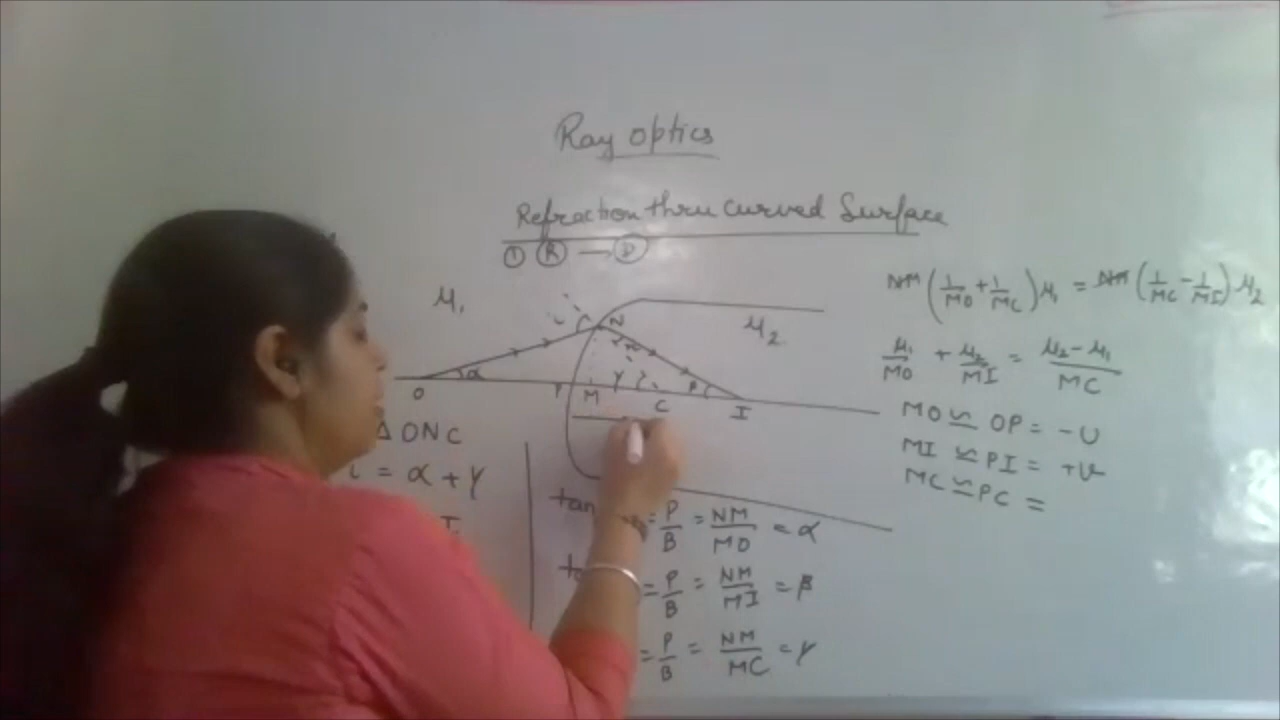 Ray optics
Refraction thru curved Surface
① Ⓡ → Ⓓ
μ₁
i
N
r
μ₂
α
γ
β
O
P
M
C
I
Δ ONC
i = α + γ
tan = P/B = NM/MO = α
= P/B = NM/MI = β
= P/B = NM/MC = γ
NM (1/MO + 1/MC) μ₁ = NM (1/MC - 1/MI) μ₂
μ₁/MO + μ₂/MI = μ₂ - μ₁/MC
MO ≃ OP = -U
MI ≃ PI = +v
MC ≃ PC =